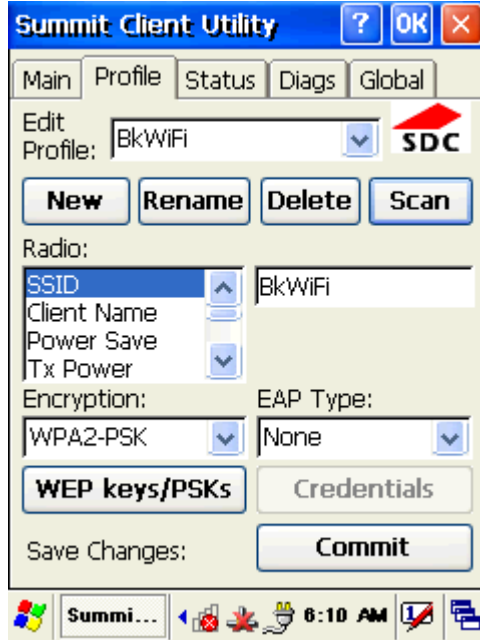 Summit Client Utility ? OK ×
Main Profile Status Diags Global
Edit Profile: BkWiFi
SDC
New Rename Delete Scan
Radio:
SSID BkWiFi
Client Name
Power Save
Tx Power
Encryption: EAP Type:
WPA2-PSK None
WEP keys/PSKs Credentials
Save Changes: Commit
Summi... 6:10 AM